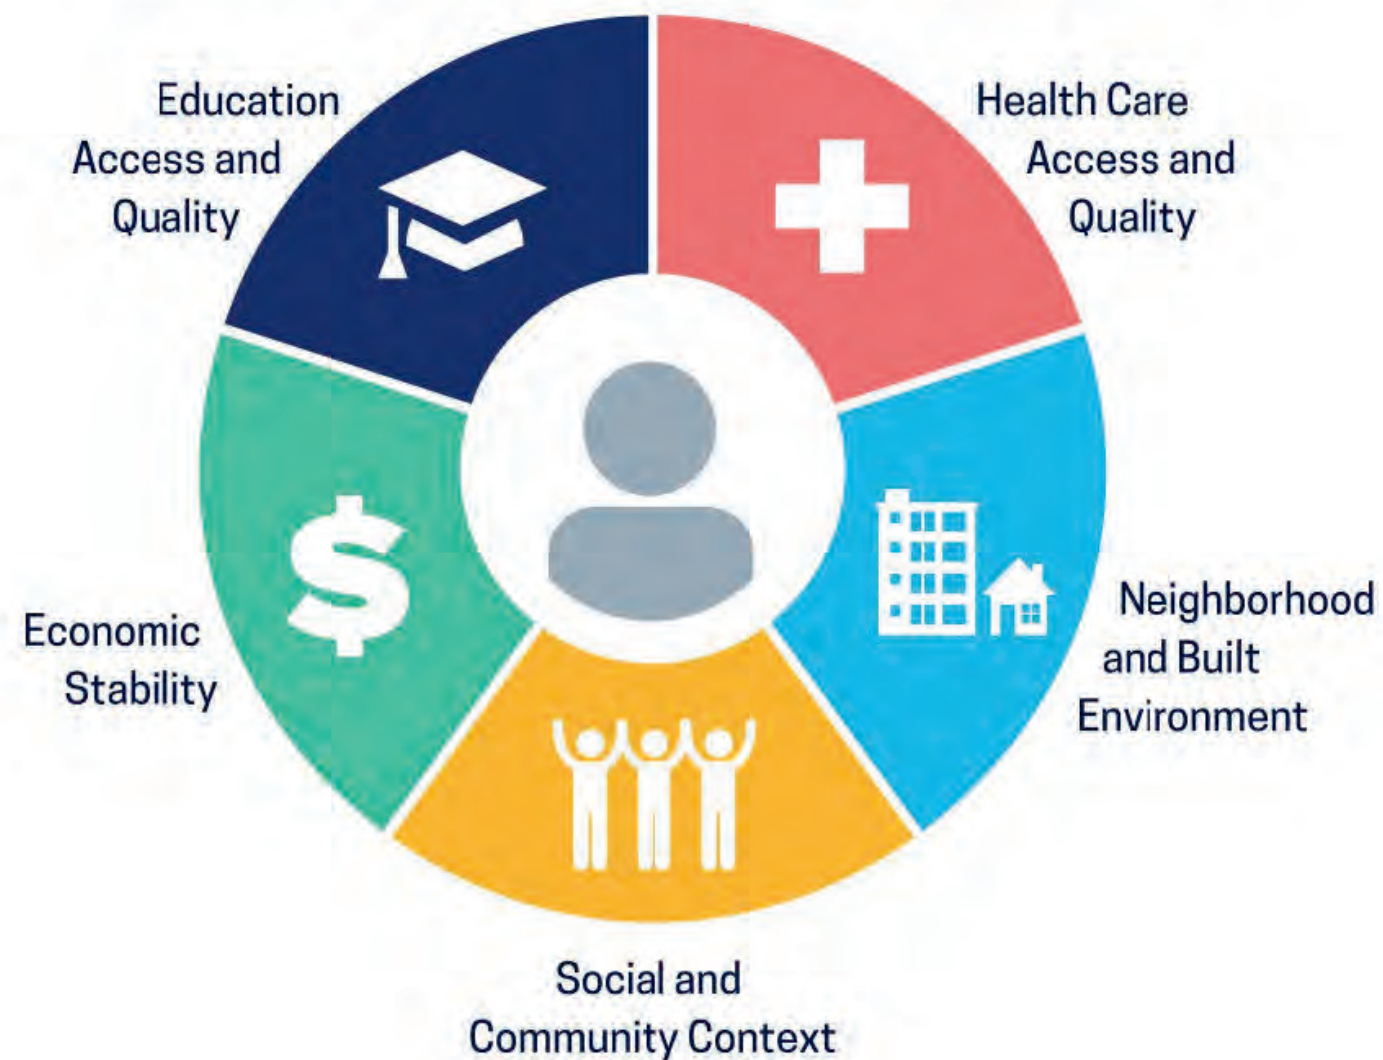 Education
Access and
Quality
Health Care
Access and
Quality
Economic
Stability
Neighborhood
and Built
Environment
Social and
Community Context